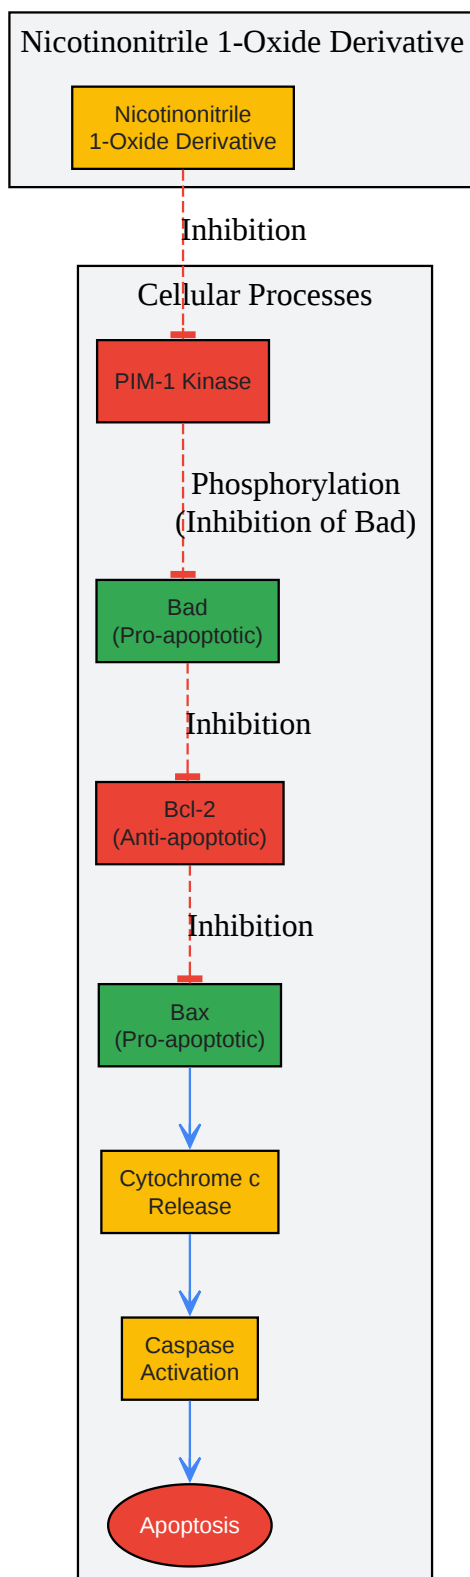 Nicotinonitrile 1-Oxide Derivative
Nicotinonitrile
1-Oxide Derivative
Inhibition
Cellular Processes
PIM-1 Kinase
Phosphorylation
(Inhibition of Bad)
Bad
(Pro-apoptotic)
Inhibition
Bcl-2
(Anti-apoptotic)
Inhibition
Bax
(Pro-apoptotic)
Cytochrome c
Release
Caspase
Activation
Apoptosis